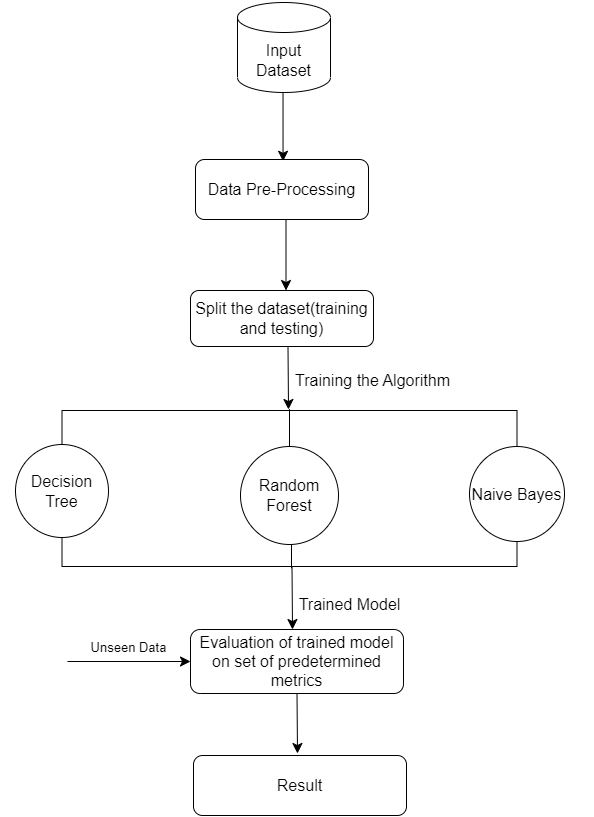 Input
Dataset
Data Pre-Processing
Split the dataset(training
and testing)
Training the Algorithm
Decision
Tree
Random
Forest
Naive Bayes
Trained Model
Unseen Data
Evaluation of trained model
on set of predetermined
metrics
Result